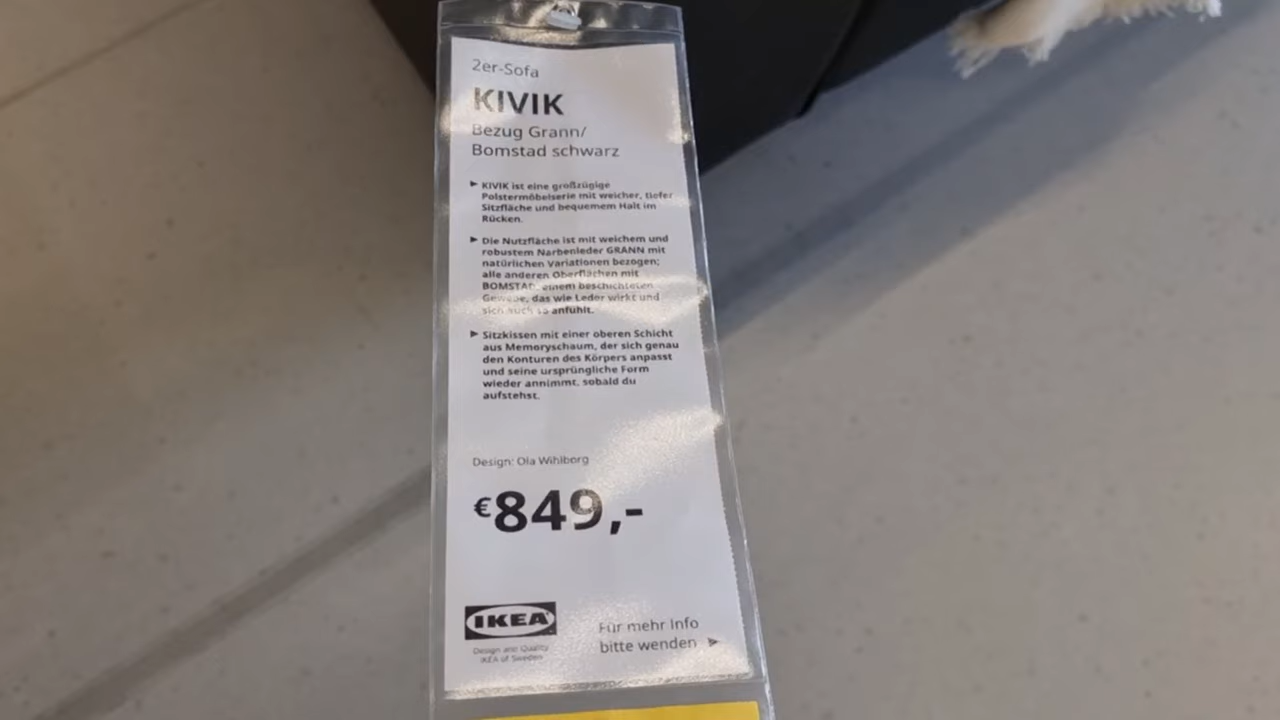 2er-Sofa
KIVIK
Bezug Grann/
Bomstad schwarz
► KIVIK ist eine großzügige
Polstermöbelserie mit weicher, tiefer
Sitzfläche und bequemem Halt im
Rücken.
► Die Nutzfläche ist mit weichem und
robustem Narbenleder GRANN mit
natürlichen Variationen bezogen;
alle anderen Oberflächen mit
BOMSTAD, einem beschichteten
Gewebe, das wie Leder wirkt und
sich auch so anfühlt.
► Sitzkissen mit einer oberen Schicht
aus Memoryschaum, der sich genau
den Konturen des Körpers anpasst
und seine ursprüngliche Form
wieder annimmt, sobald du
aufstehst.
Design: Ola Wihlborg
€849,-
IKEA
Design and Quality
IKEA of Sweden
Für mehr Info
bitte wenden ►